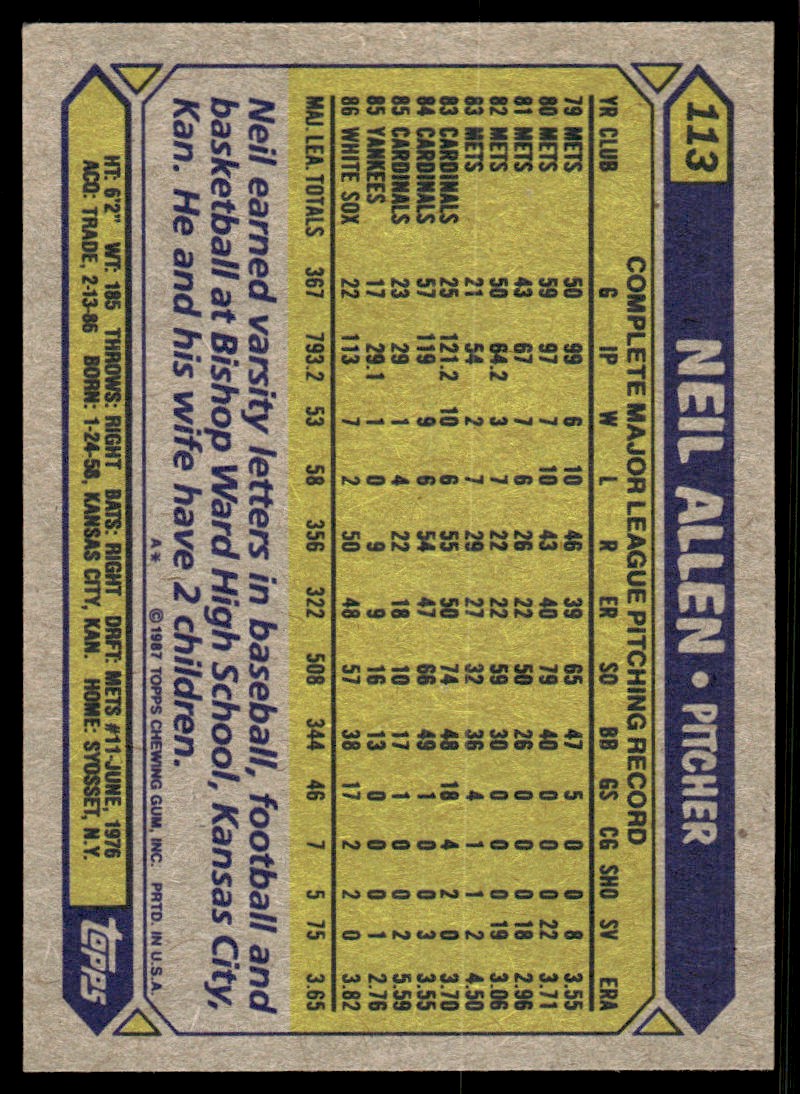 113
NEIL ALLEN • PITCHER
COMPLETE MAJOR LEAGUE PITCHING RECORD
YR CLUB G IP W L R ER SO BB GS CG SHO SV ERA
79 METS 50 99 6 10 46 39 65 47 5 0 0 8 3.55
80 METS 59 97 7 10 43 40 79 40 0 0 0 22 3.71
81 METS 43 67 7 6 26 22 50 26 0 0 0 18 2.96
82 METS 50 64.2 3 7 22 22 59 30 0 0 0 19 3.06
83 METS 21 54 2 7 29 27 32 36 4 1 1 2 4.50
83 CARDINALS 25 121.2 10 6 55 50 74 48 18 4 2 0 3.70
84 CARDINALS 57 119 9 6 54 47 66 49 1 0 0 3 3.55
85 CARDINALS 23 29 1 4 22 18 10 17 1 0 0 2 5.59
85 YANKEES 17 29.1 1 0 9 9 16 13 0 0 0 1 2.76
86 WHITE SOX 22 113 7 2 50 48 57 38 17 2 2 0 3.82
MAJ. LEA. TOTALS 367 793.2 53 58 356 322 508 344 46 7 5 75 3.65
Neil earned varsity letters in baseball, football and
basketball at Bishop Ward High School, Kansas City,
Kan. He and his wife have 2 children.
A* ©1987 TOPPS CHEWING GUM, INC. PRTD. IN U.S.A.
HT: 6'2" WT: 185 THROWS: RIGHT BATS: RIGHT DRFT: METS #11-JUNE, 1976
ACQ: TRADE, 2-13-86 BORN: 1-24-58, KANSAS CITY, KAN. HOME: SYOSSET, N.Y.
topps